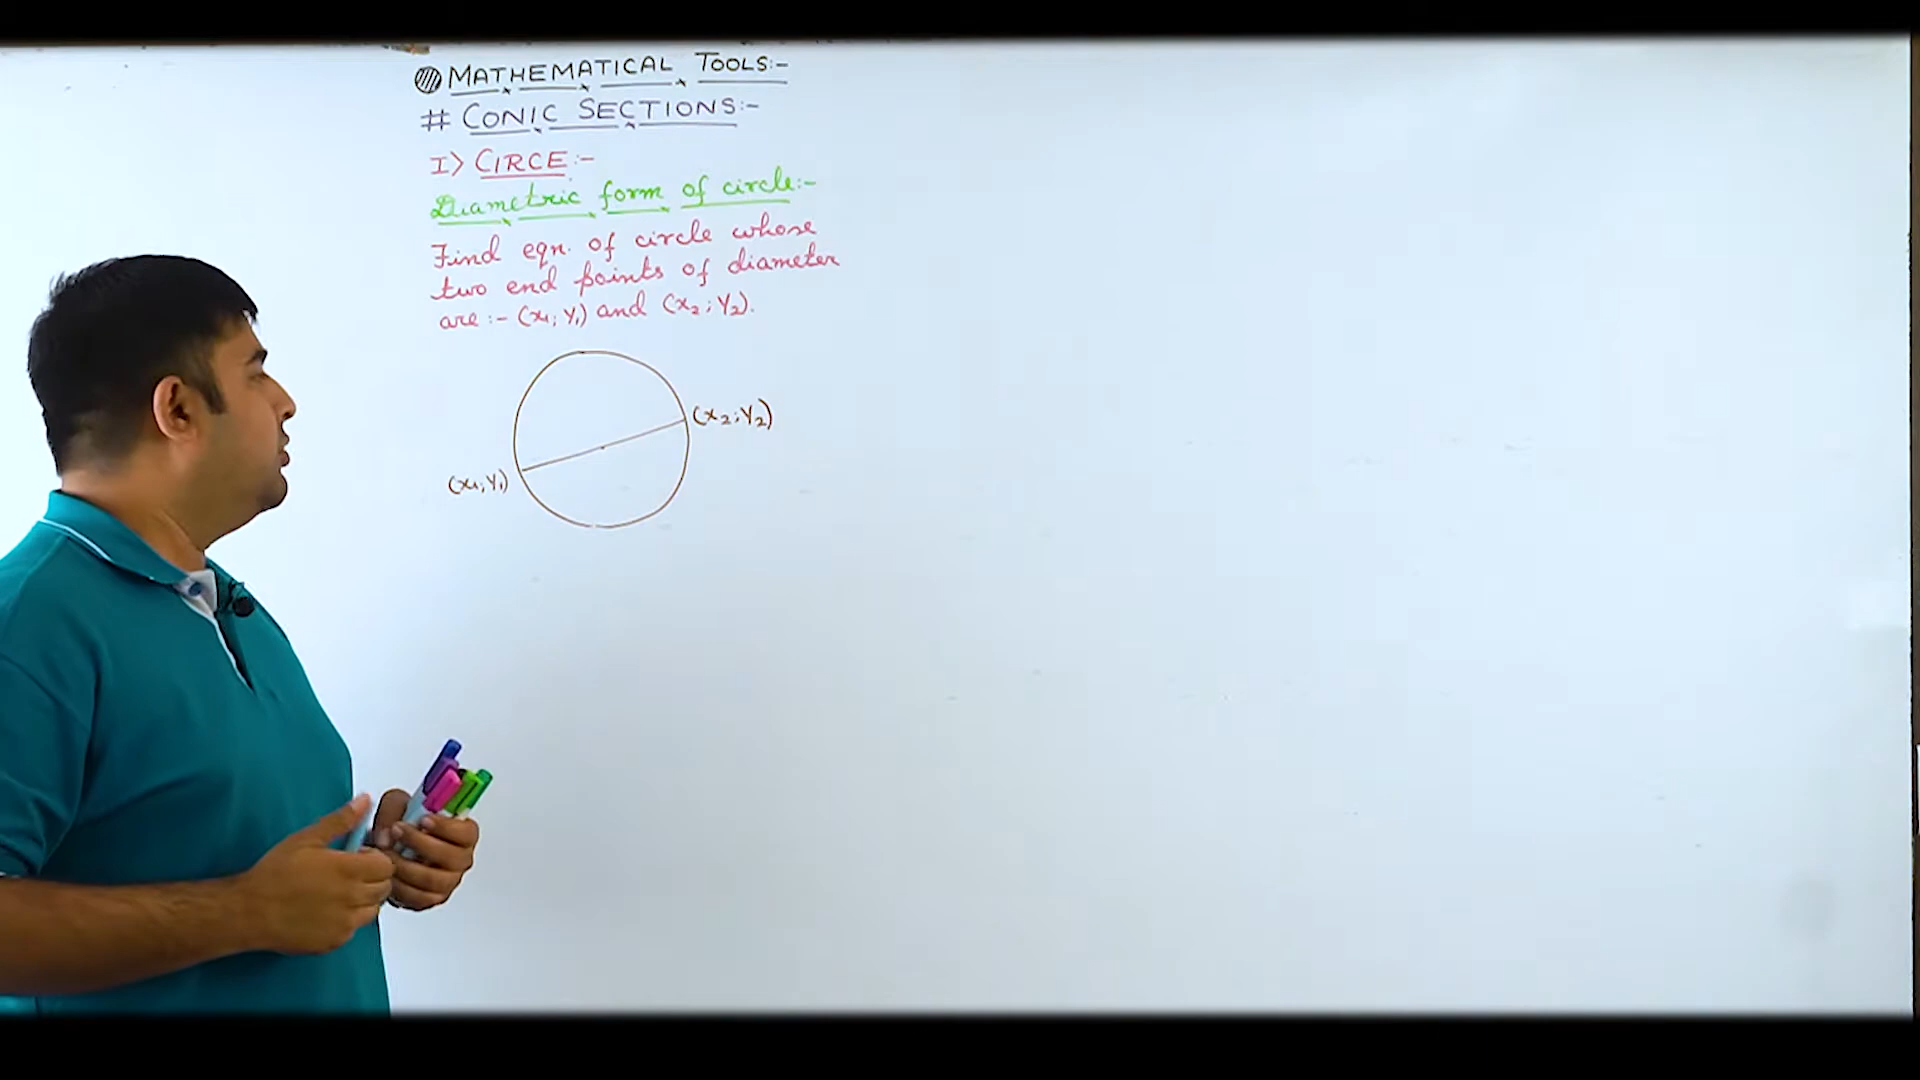 MATHEMATICAL TOOLS:-
# CONIC SECTIONS:-
I> CIRCE:-
Diametric form of circle:-
Find eqn. of circle whose
two end points of diameter
are:- (x₁; y₁) and (x₂; y₂).
(x₂; y₂)
(x₁; y₁)